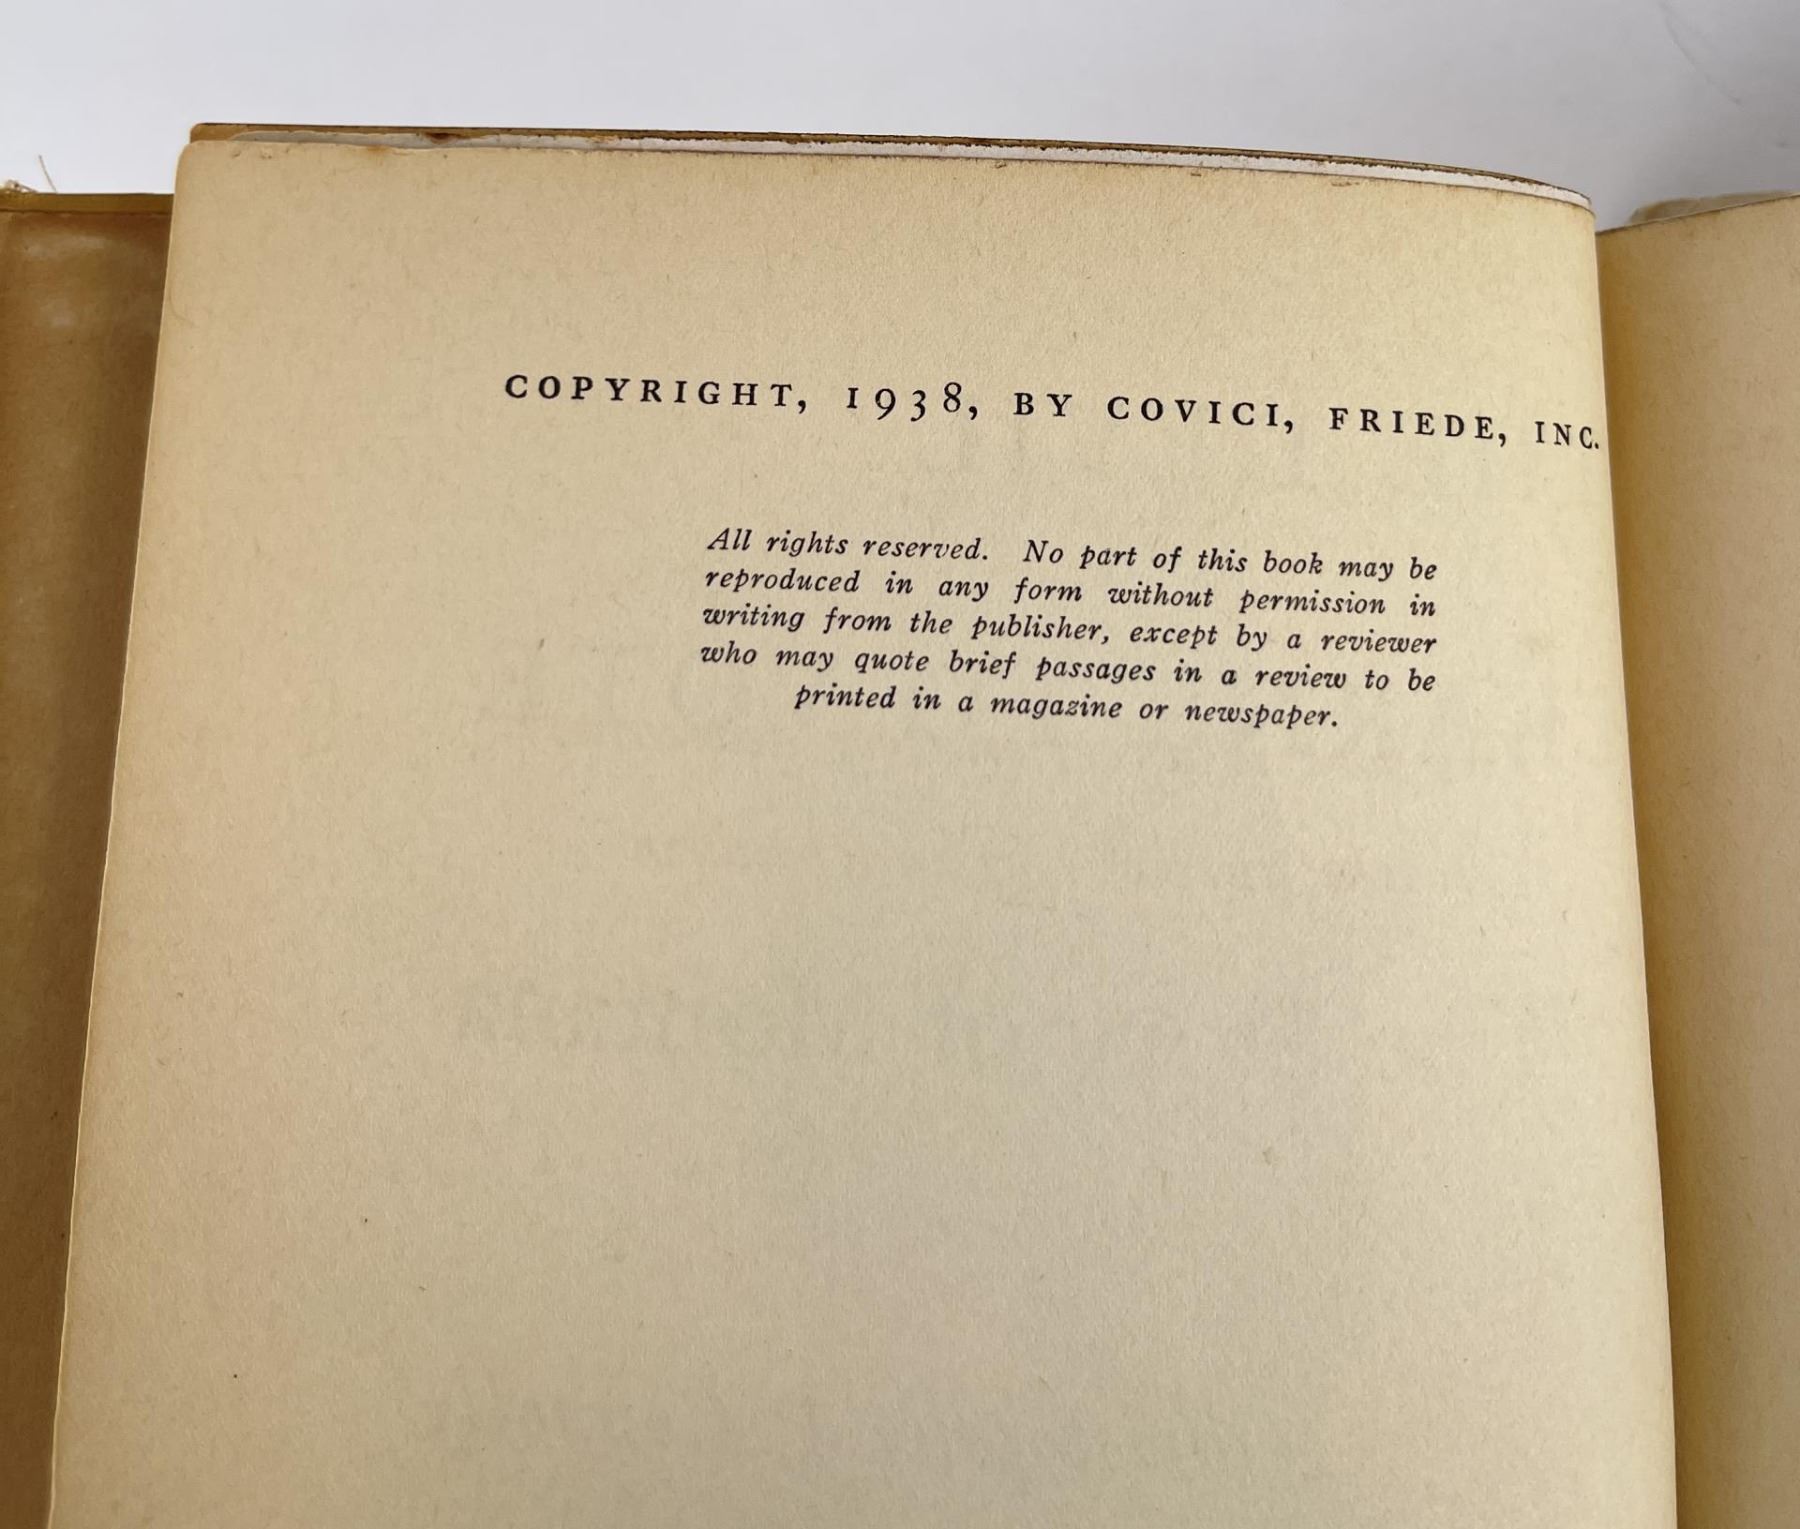 COPYRIGHT, 1938, BY COVICI, FRIEDE, INC.
All rights reserved. No part of this book may be
reproduced in any form without permission in
writing from the publisher, except by a reviewer
who may quote brief passages in a review to be
printed in a magazine or newspaper.